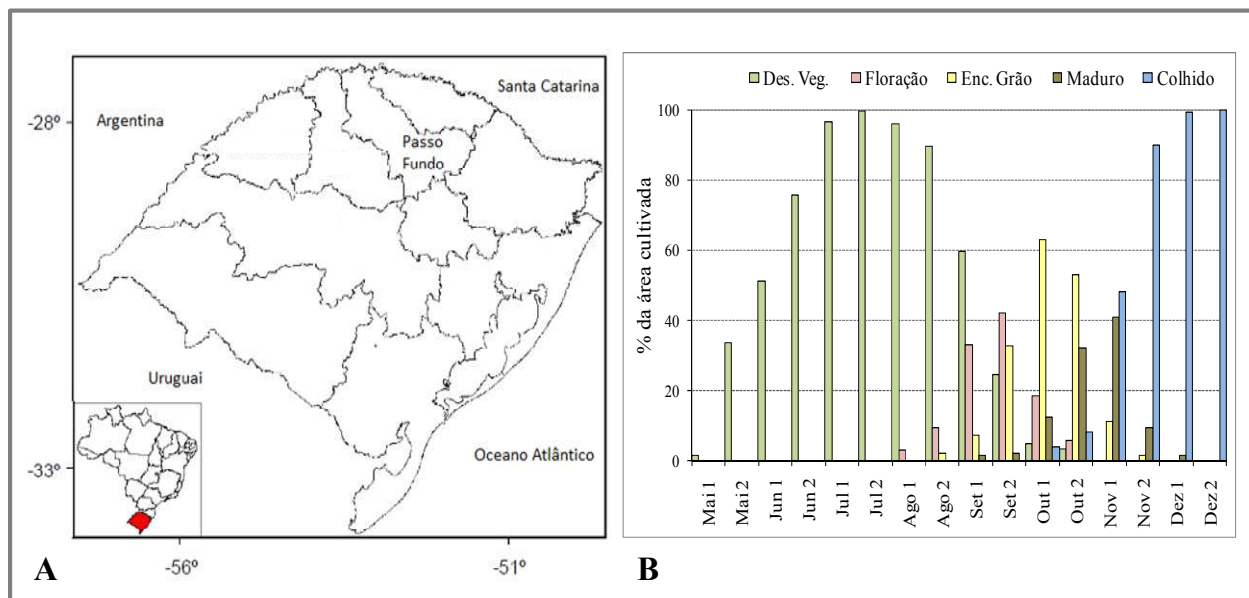 Santa Catarina
-28º
Argentina
Passo
Fundo
Uruguai
Oceano Atlântico
-33º
-56º
-51º
A
Des. Veg.
Floração
Enc. Grão
Maduro
Colhido
% da área cultivada
100
80
60
40
20
0
Mai 1
Mai 2
Jun 1
Jun 2
Jul 1
Jul 2
Ago 1
Ago 2
Set 1
Set 2
Out 1
Out 2
Nov 1
Nov 2
Dez 1
Dez 2
B